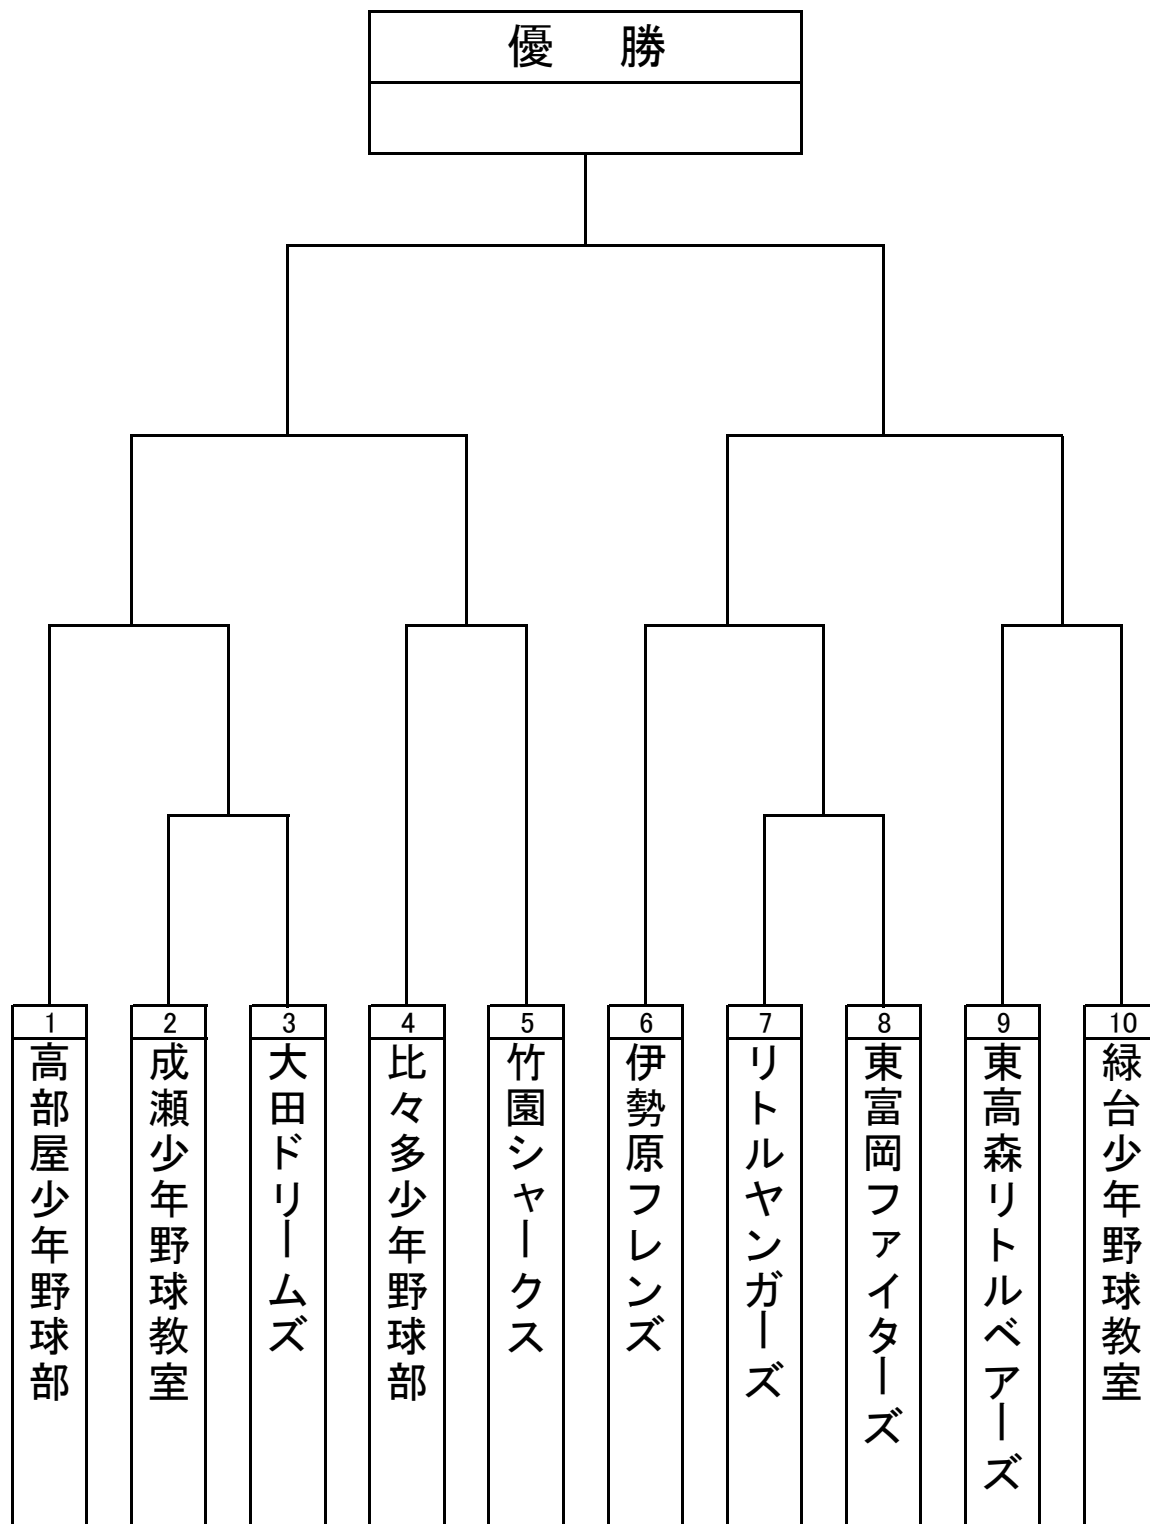 優　勝
1
高部屋少年野球部
2
成瀬少年野球教室
3
大田ドリームズ
4
比々多少年野球部
5
竹園シャークス
6
伊勢原フレンズ
7
リトルヤンガーズ
8
東富岡ファイターズ
9
東高森リトルベアーズ
10
緑台少年野球教室